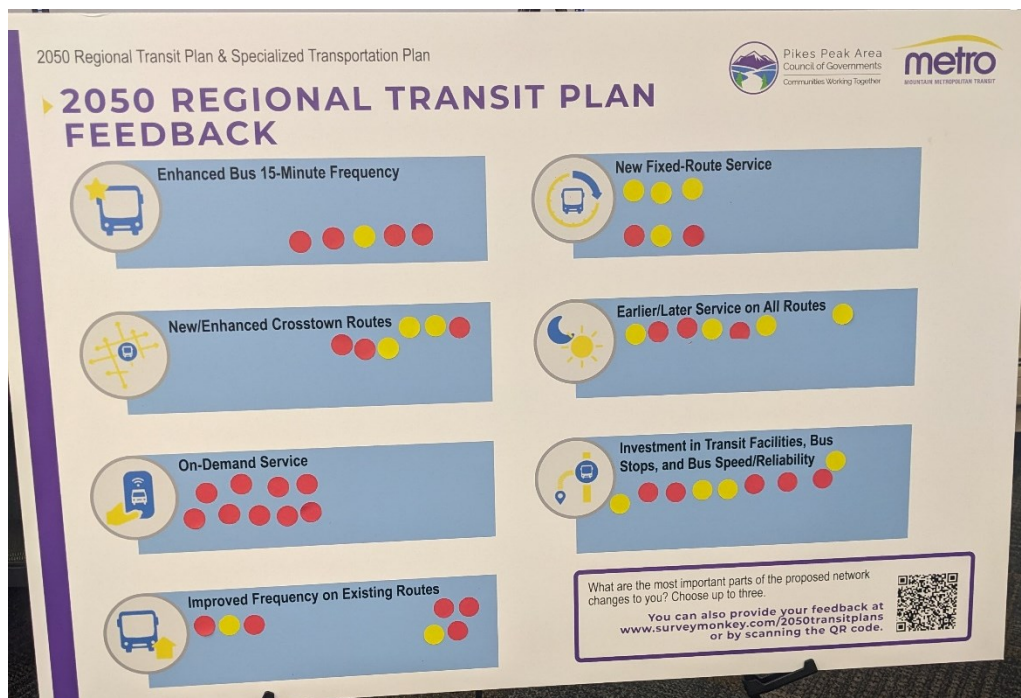 2050 Regional Transit Plan & Specialized Transportation Plan
Pikes Peak Area
Council of Governments
Communities Working Together
metro
MOUNTAIN METROPOLITAN TRANSIT
2050 REGIONAL TRANSIT PLAN
FEEDBACK
Enhanced Bus 15-Minute Frequency
New/Enhanced Crosstown Routes
On-Demand Service
Improved Frequency on Existing Routes
New Fixed-Route Service
Earlier/Later Service on All Routes
Investment in Transit Facilities, Bus
Stops, and Bus Speed/Reliability
What are the most important parts of the proposed network
changes to you? Choose up to three.
You can also provide your feedback at
www.surveymonkey.com/2050transitplans
or by scanning the QR code.